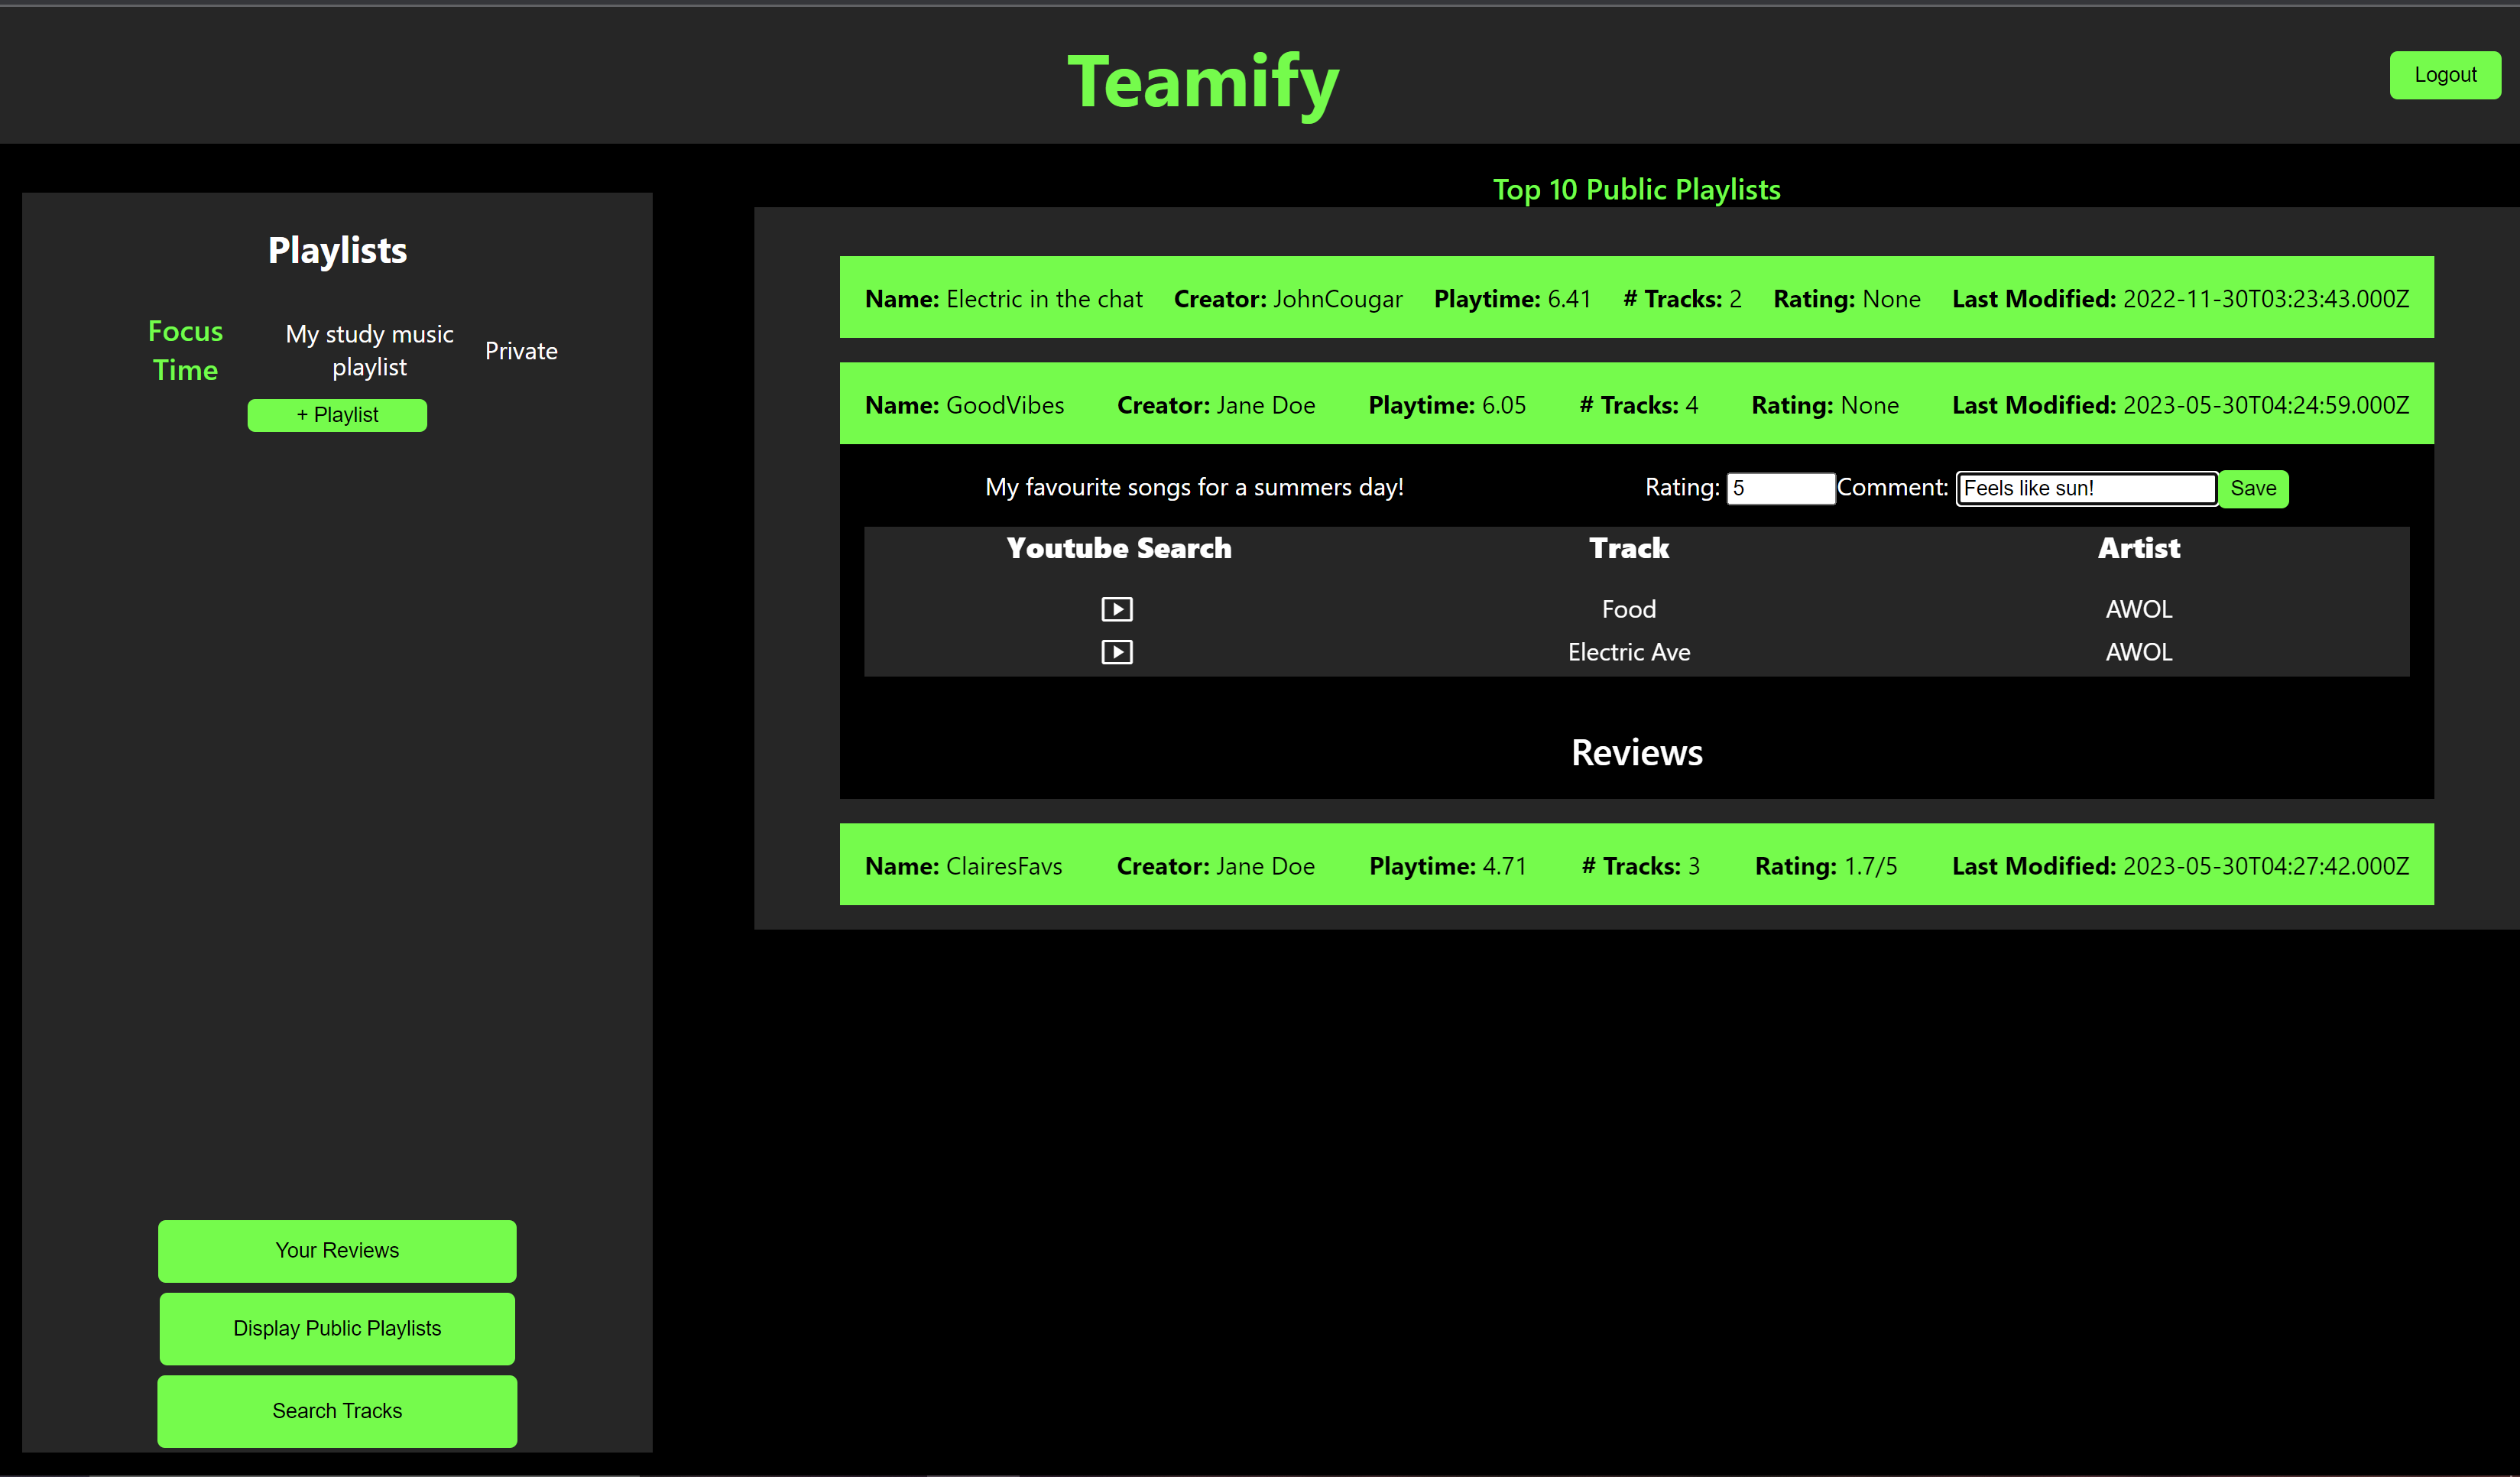 Teamify
Logout
Playlists
Focus
Time
My study music
playlist
Private
+ Playlist
Your Reviews
Display Public Playlists
Search Tracks
Top 10 Public Playlists
Name: Electric in the chat Creator: JohnCougar Playtime: 6.41 # Tracks: 2 Rating: None Last Modified: 2022-11-30T03:23:43.000Z
Name: GoodVibes Creator: Jane Doe Playtime: 6.05 # Tracks: 4 Rating: None Last Modified: 2023-05-30T04:24:59.000Z
My favourite songs for a summers day! Rating: 5 Comment: Feels like sun! Save
Youtube Search Track Artist
Food AWOL
Electric Ave AWOL
Reviews
Name: ClairesFavs Creator: Jane Doe Playtime: 4.71 # Tracks: 3 Rating: 1.7/5 Last Modified: 2023-05-30T04:27:42.000Z